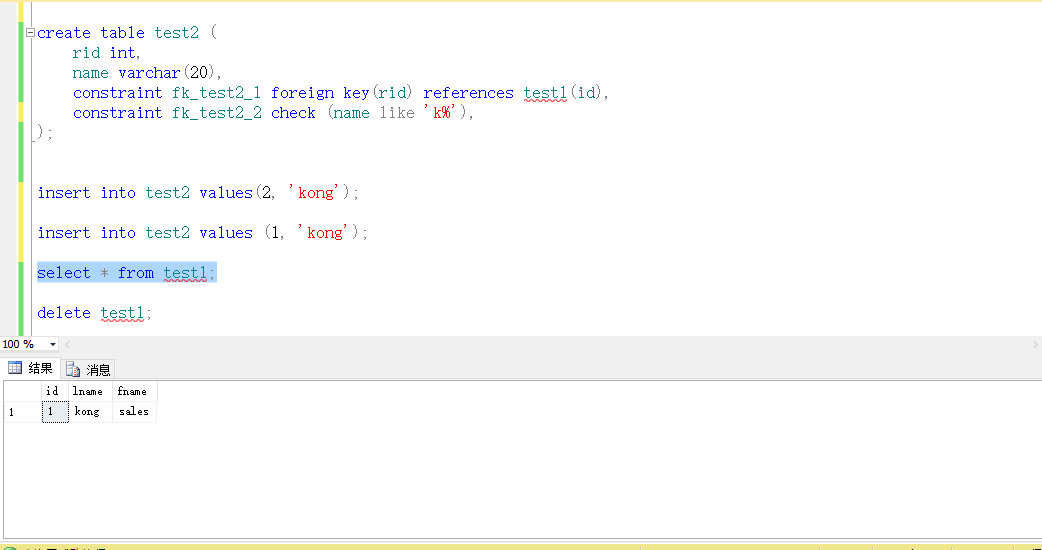 create table test2 (
rid int,
name varchar(20),
constraint fk_test2_1 foreign key(rid) references test1(id),
constraint fk_test2_2 check (name like 'k%'),
);
insert into test2 values(2, 'kong');
insert into test2 values (1, 'kong');
select * from test1;
delete test1;
100 %
结果 消息
id lname fname
1 1 kong sales